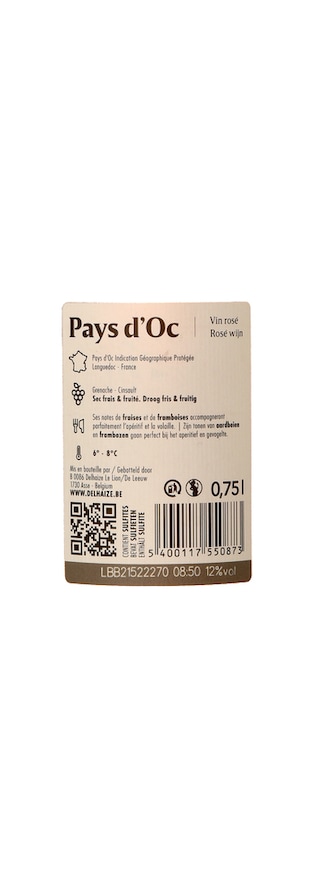 Pays d'Oc
Vin rosé
Rosé wijn
Pays d'Oc Indication Géographique Protégée
Languedoc - France
Grenache - Cinsault
Sec frais & fruité. Droog fris & fruitig
Ses notes de fraises et de framboises accompagneront
parfaitement l'apéritif et la volaille. | Zijn tonen van aardbeien
en frambozen gaan perfect bij het aperitief en gevogelte.
6° - 8°C
Mis en bouteille par / Gebotteld door
B 0086 Delhaize Le Lion/De Leeuw
1730 Asse - Belgium
WWW.DELHAIZE.BE
CONTIENT SULFITES
BEVAT SULFIETEN
ENTHÄLT SULFITE
0,75l
5 400117 550873
LBB21522270 08:50 12%vol